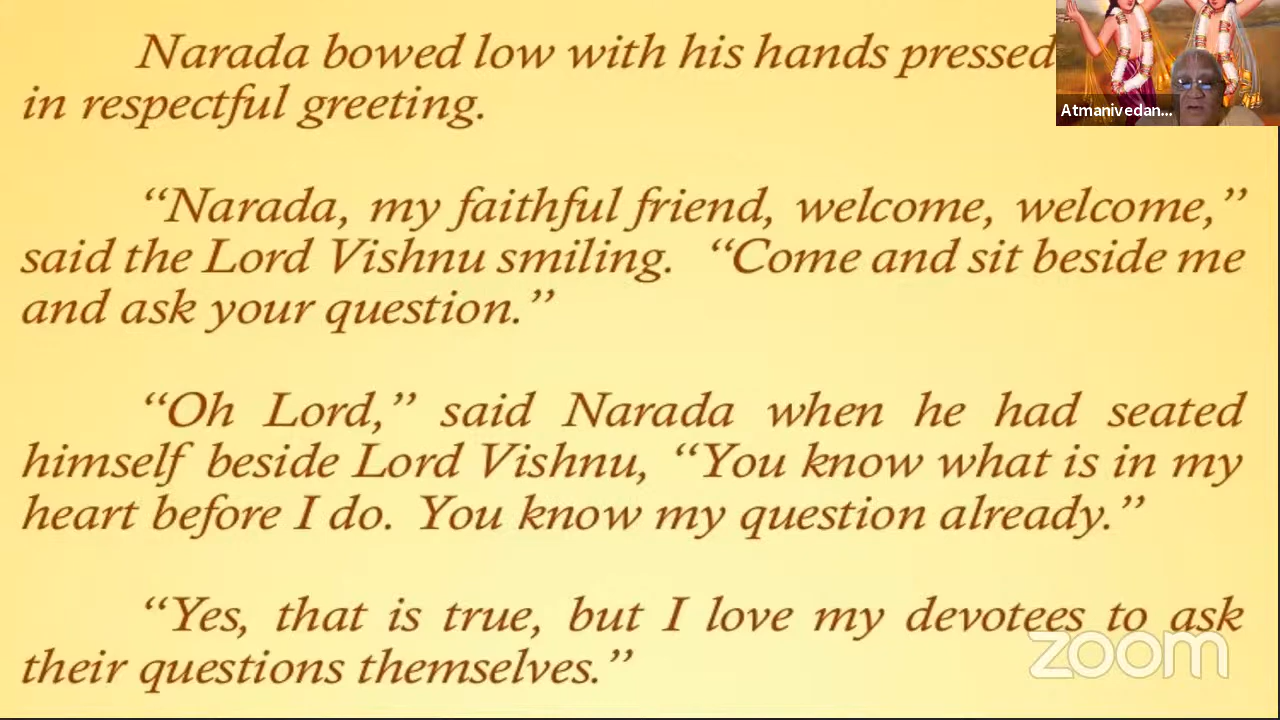 Narada bowed low with his hands pressed
in respectful greeting.
“Narada, my faithful friend, welcome, welcome,”
said the Lord Vishnu smiling. “Come and sit beside me
and ask your question.”
“Oh Lord,” said Narada when he had seated
himself beside Lord Vishnu, “You know what is in my
heart before I do. You know my question already.”
“Yes, that is true, but I love my devotees to ask
their questions themselves.”
Atmanivedan...
zoom